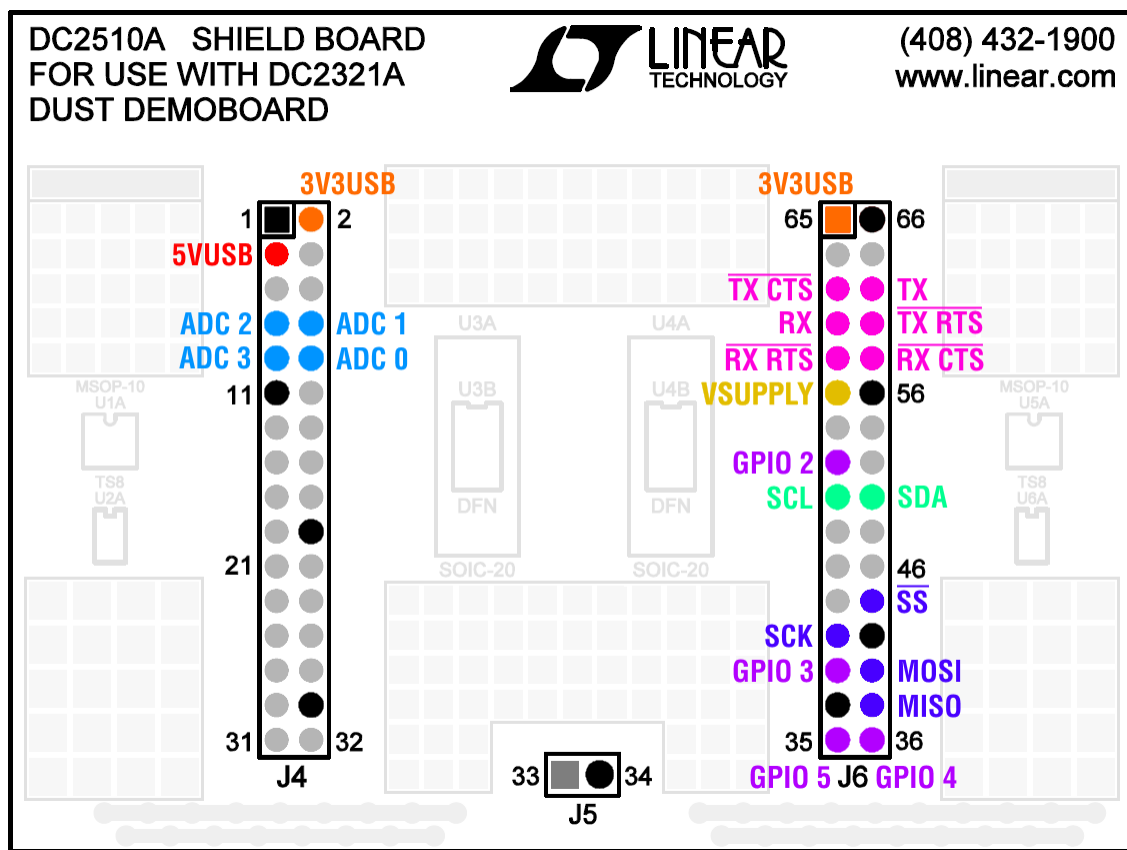 DC2510A SHIELD BOARD
FOR USE WITH DC2321A
DUST DEMOBOARD
LINEAR
TECHNOLOGY
(408) 432-1900
www.linear.com
3V3USB
3V3USB
1
2
65
66
5VUSB
TX CTS
TX
ADC 2
ADC 1
U3A
U4A
RX
TX RTS
ADC 3
ADC 0
RX RTS
RX CTS
MSOP-10
U1A
11
U3B
U4B
VSUPPLY
56
MSOP-10
U5A
GPIO 2
TS8
U2A
DFN
DFN
SCL
SDA
TS8
U6A
21
SOIC-20
SOIC-20
46
SS
SCK
GPIO 3
MOSI
MISO
31
32
35
36
J4
33
34
J5
GPIO 5
J6
GPIO 4